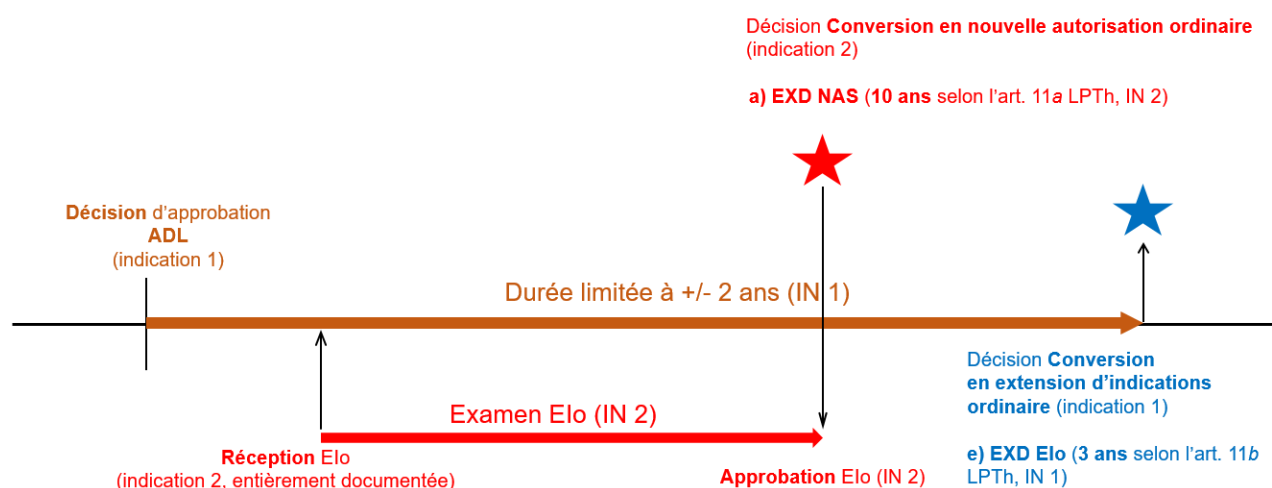 Décision Conversion en nouvelle autorisation ordinaire
(indication 2)
a) EXD NAS (10 ans selon l'art. 11a LPTh, IN 2)
Décision d'approbation
ADL
(indication 1)
Durée limitée à +/- 2 ans (IN 1)
Examen EIo (IN 2)
Réception EIo
(indication 2, entièrement documentée)
Approbation EIo (IN 2)
Décision Conversion
en extension d'indications
ordinaire (indication 1)
e) EXD EIo (3 ans selon l'art. 11b
LPTh, IN 1)